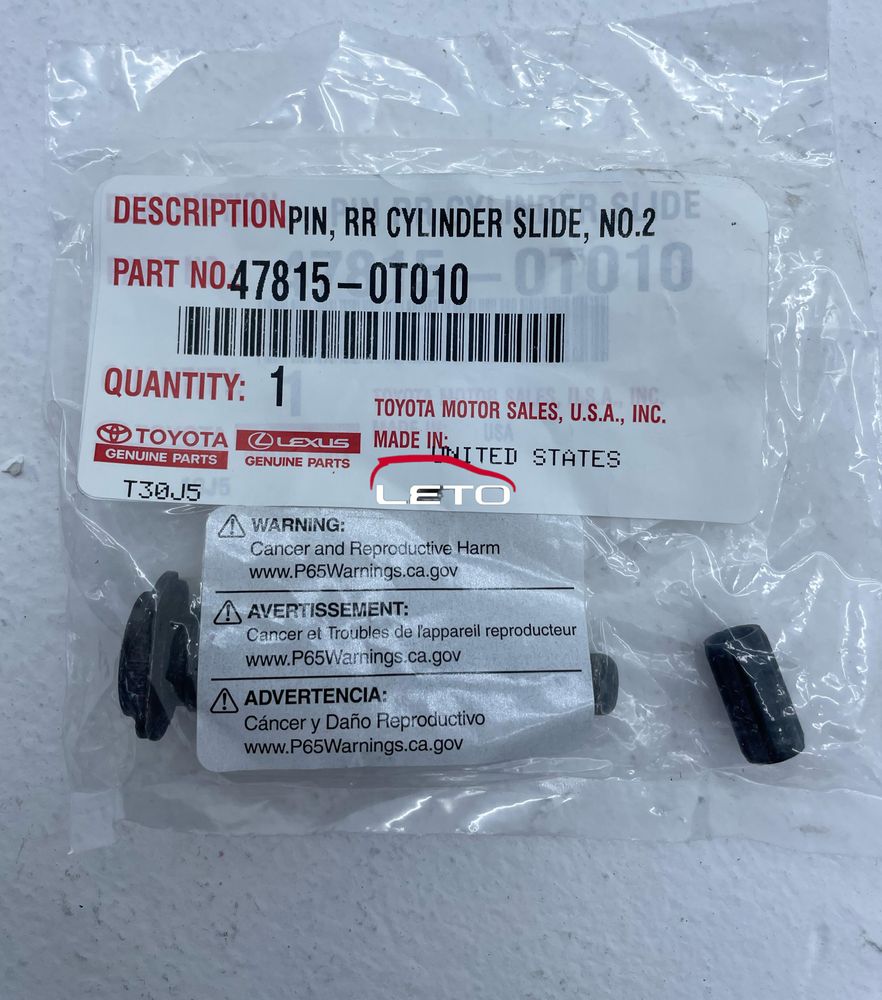 DESCRIPTION PIN, RR CYLINDER SLIDE, NO.2
PART NO. 47815-0T010
QUANTITY: 1
TOYOTA MOTOR SALES, U.S.A., INC.
MADE IN:
UNITED STATES
TOYOTA
GENUINE PARTS
LEXUS
GENUINE PARTS
T30J5
LETO
WARNING:
Cancer and Reproductive Harm
www.P65Warnings.ca.gov
AVERTISSEMENT:
Cancer et Troubles de l'appareil reproducteur
www.P65Warnings.ca.gov
ADVERTENCIA:
Cáncer y Daño Reproductivo
www.P65Warnings.ca.gov